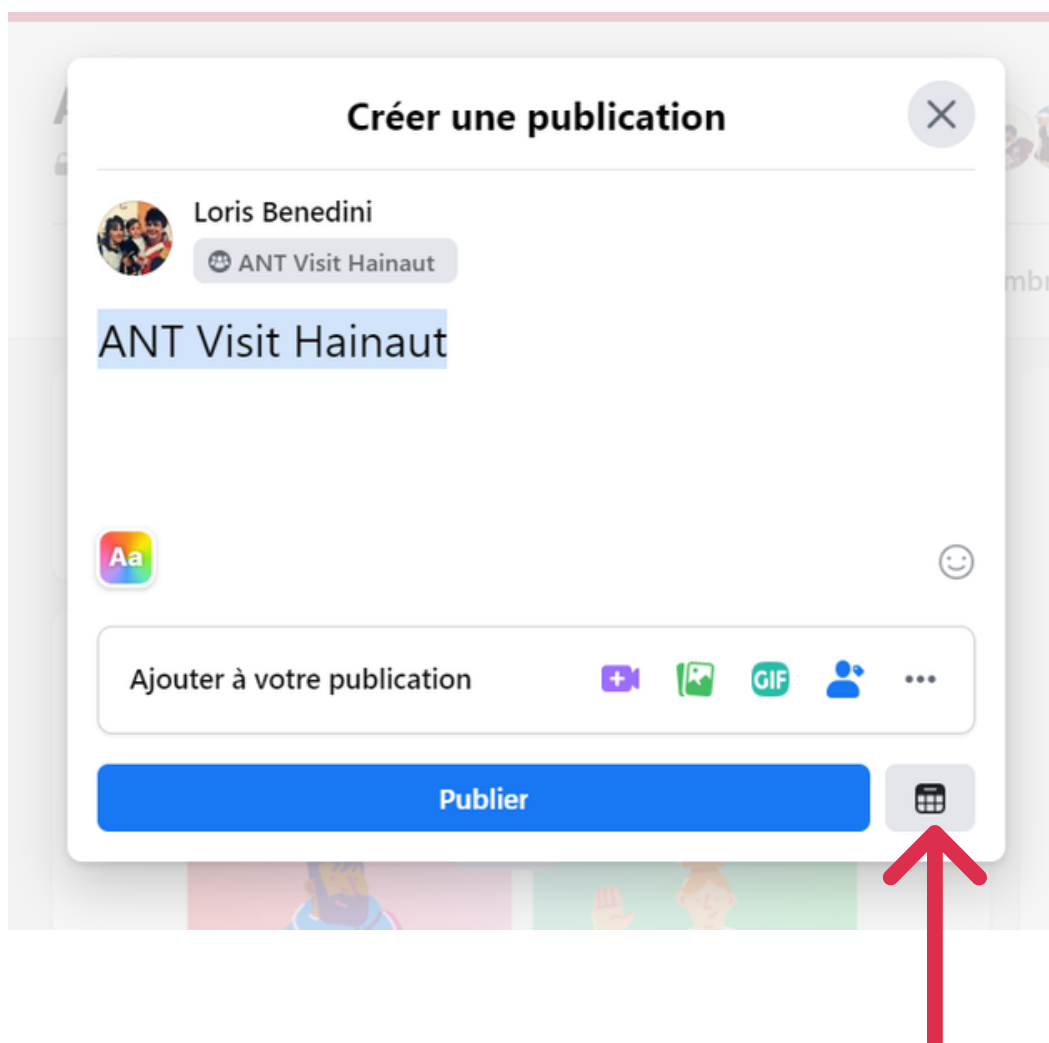 Créer une publication
Loris Benedini
ANT Visit Hainaut
ANT Visit Hainaut
Aa
Ajouter à votre publication
GIF
Publier